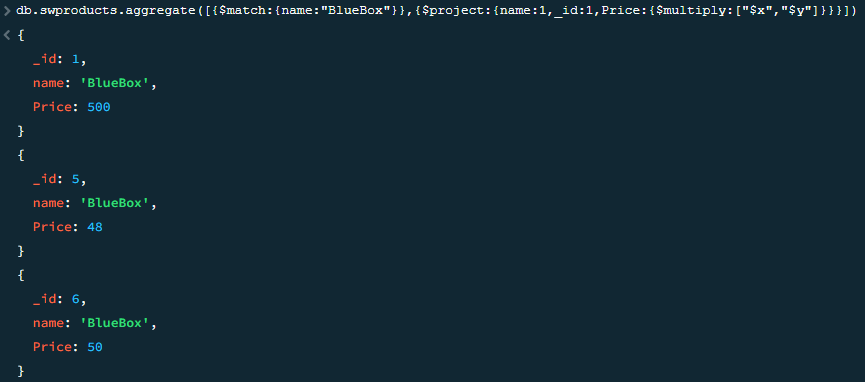 > db.swproducts.aggregate([{$match:{name:"BlueBox"}},{$project:{name:1,_id:1,Price:{$multiply:["$x","$y"]}}}])
< {
_id: 1,
name: 'BlueBox',
Price: 500
}
{
_id: 5,
name: 'BlueBox',
Price: 48
}
{
_id: 6,
name: 'BlueBox',
Price: 50
}